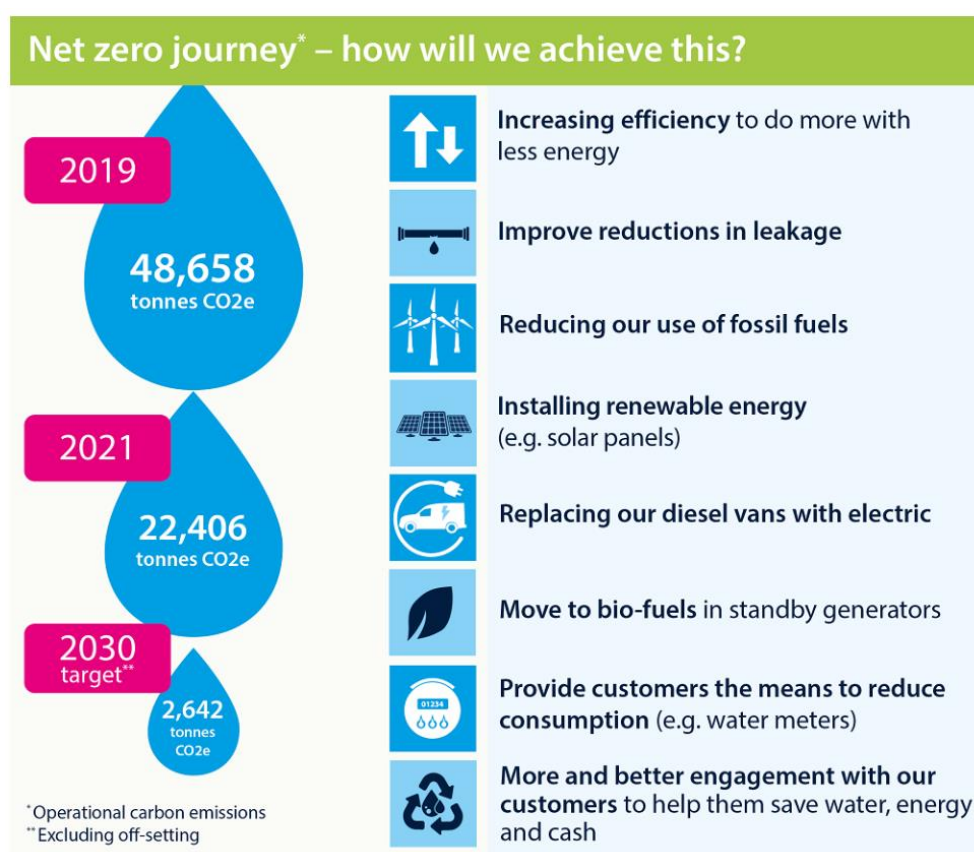 Net zero journey* – how will we achieve this?
2019
48,658
tonnes CO2e
2021
22,406
tonnes CO2e
2030
target**
2,642
tonnes
CO2e
*Operational carbon emissions
**Excluding off-setting
Increasing efficiency to do more with
less energy
Improve reductions in leakage
Reducing our use of fossil fuels
Installing renewable energy
(e.g. solar panels)
Replacing our diesel vans with electric
Move to bio-fuels in standby generators
01234
Provide customers the means to reduce
consumption (e.g. water meters)
More and better engagement with our
customers to help them save water, energy
and cash